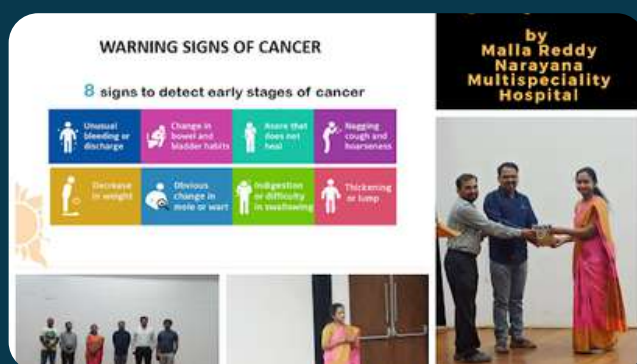 WARNING SIGNS OF CANCER
8 signs to detect early stages of cancer
Unusual
bleeding or
discharge
Change in
bowel and
bladder habits
Asore that
does not
heal
Nagging
cough and
hoarseness
Decrease
in weight
Obvious
change in
mole or wart
Indigestion
or difficulty
in swallowing
Thickening
or lump
by
Malla Reddy
Narayana
Multispeciality
Hospital